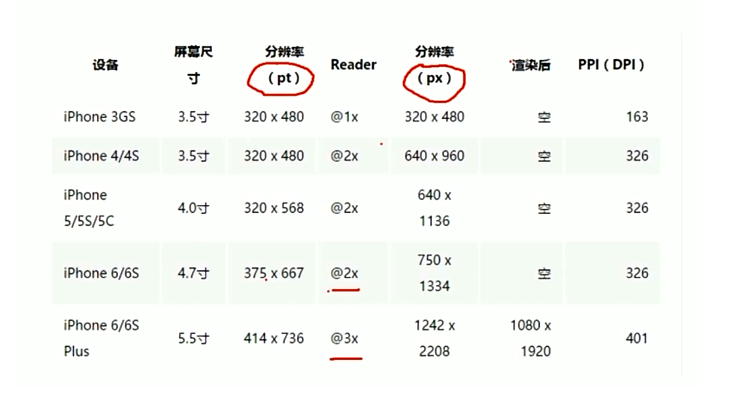 设备 屏幕尺寸 分辨率（pt） Reader 分辨率（px） 渲染后 PPI（DPI）
iPhone 3GS 3.5寸 320 x 480 @1x 320 x 480 空 163
iPhone 4/4S 3.5寸 320 x 480 @2x 640 x 960 空 326
iPhone 5/5S/5C 4.0寸 320 x 568 @2x 640 x 1136 空 326
iPhone 6/6S 4.7寸 375 x 667 @2x 750 x 1334 空 326
iPhone 6/6S Plus 5.5寸 414 x 736 @3x 1242 x 2208 1080 x 1920 401